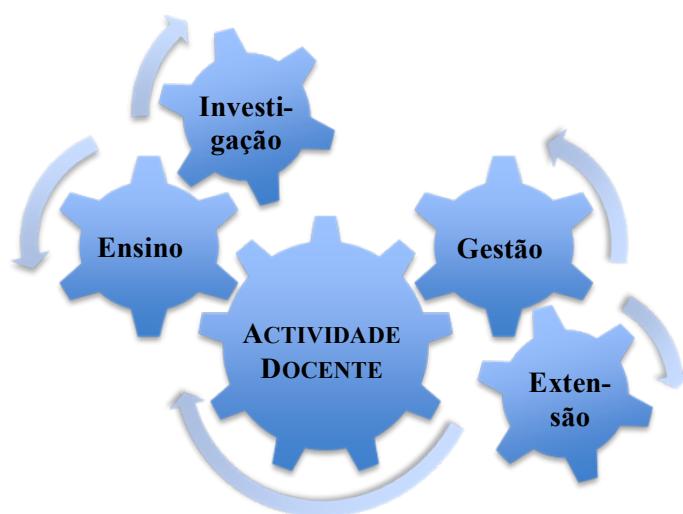 Investi-
gação
Ensino
Gestão
ACTIVIDADE
DOCENTE
Exten-
são